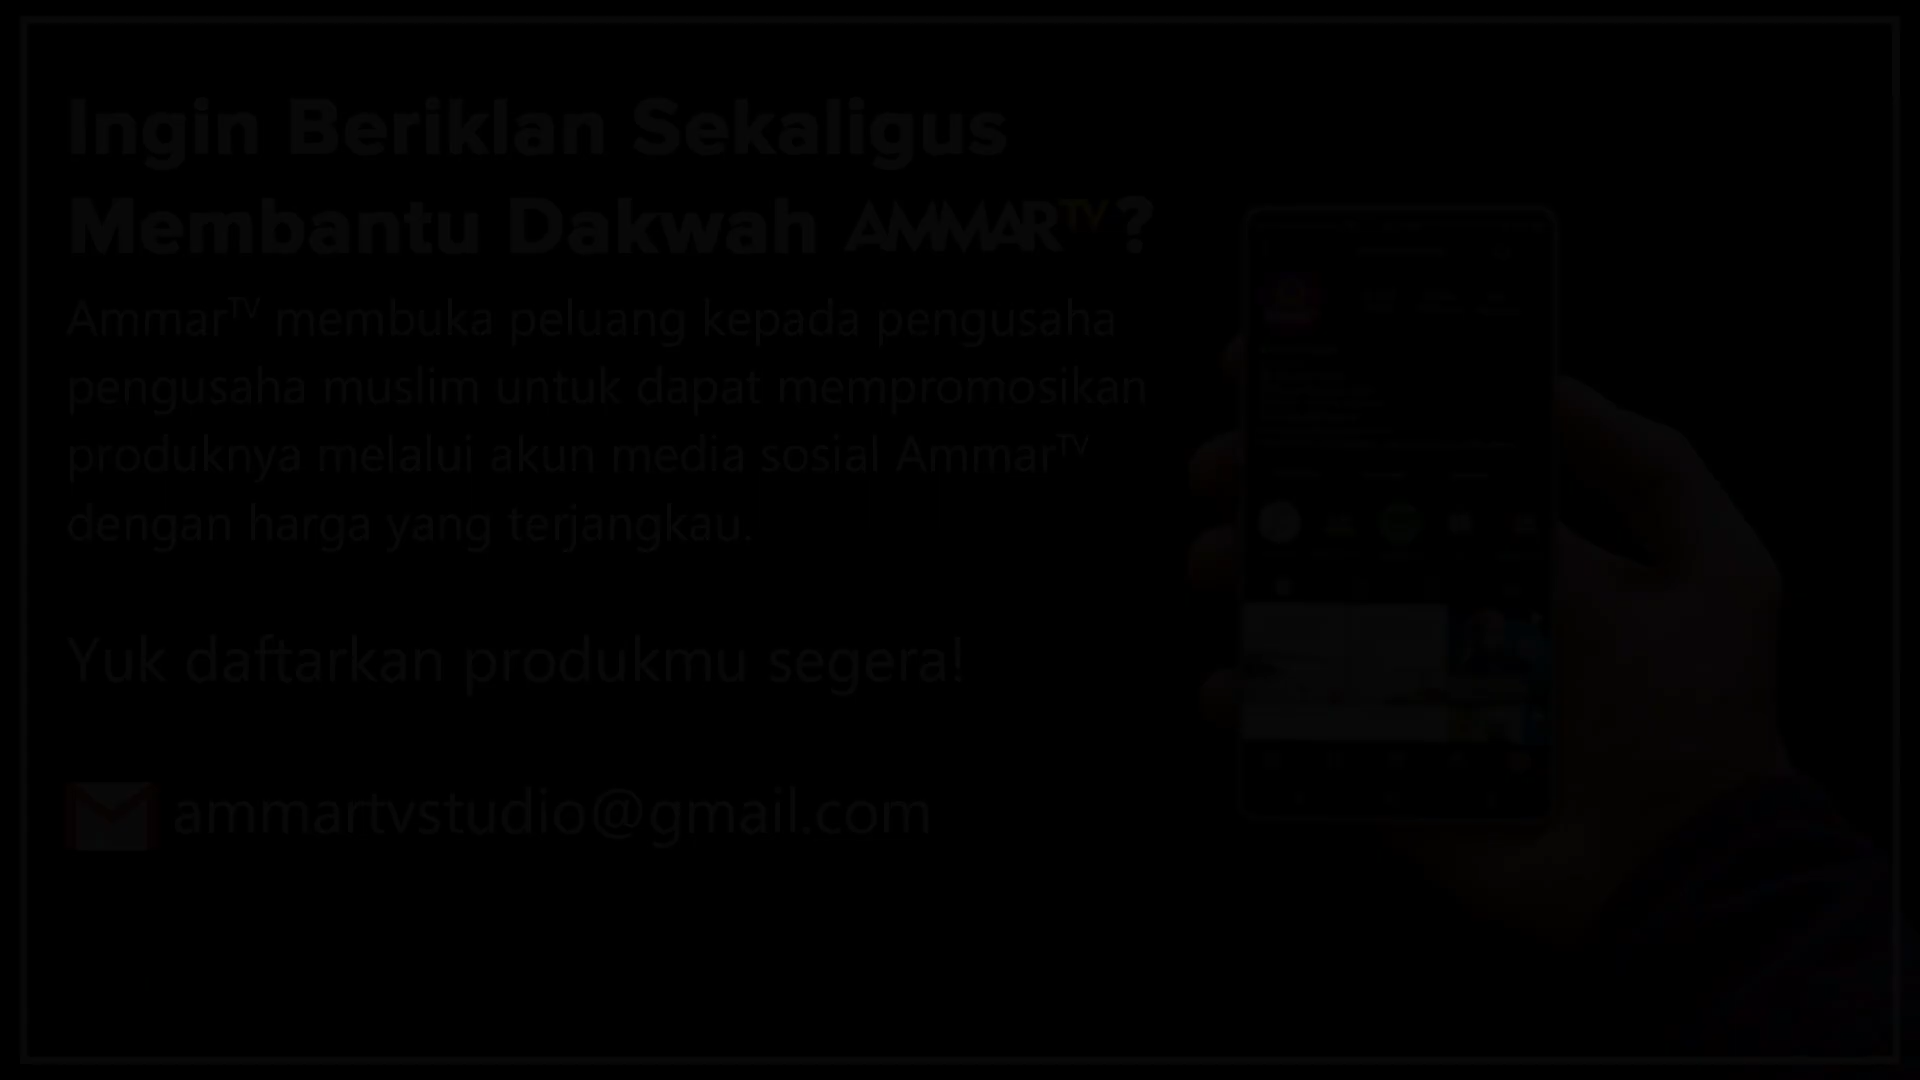 Ingin Beriklan Sekaligus
Membantu Dakwah AMMARTV?
AmmarTV membuka peluang kepada pengusaha
pengusaha muslim untuk dapat mempromosikan
produknya melalui akun media sosial AmmarTV
dengan harga yang terjangkau.
Yuk daftarkan produkmu segera!
ammartvstudio@gmail.com